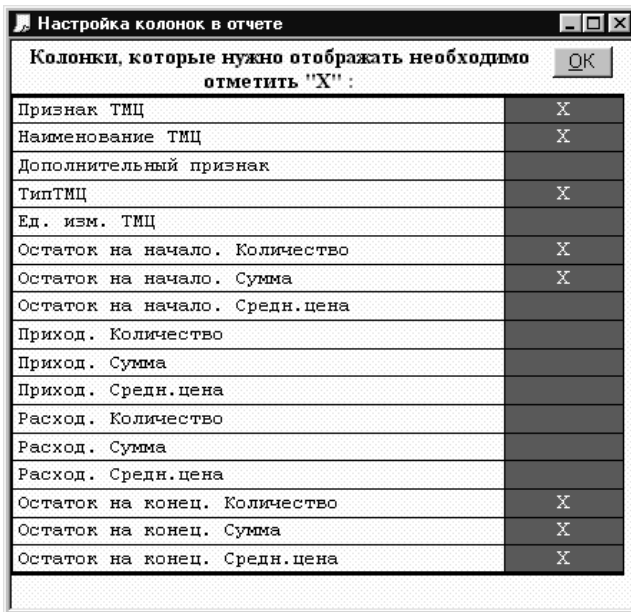 Настройка колонок в отчете
Колонки, которые нужно отображать необходимо
отметить "X" :
OK
Признак ТМЦ X
Наименование ТМЦ X
Дополнительный признак
ТипТМЦ X
Ед. изм. ТМЦ
Остаток на начало. Количество X
Остаток на начало. Сумма X
Остаток на начало. Средн.цена
Приход. Количество
Приход. Сумма
Приход. Средн.цена
Расход. Количество
Расход. Сумма
Расход. Средн.цена
Остаток на конец. Количество X
Остаток на конец. Сумма X
Остаток на конец. Средн.цена X